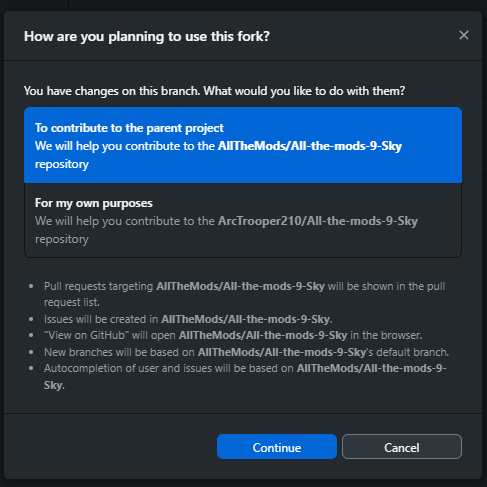 How are you planning to use this fork?
You have changes on this branch. What would you like to do with them?
To contribute to the parent project
We will help you contribute to the AllTheMods/All-the-mods-9-Sky
repository
For my own purposes
We will help you contribute to the ArcTrooper210/All-the-mods-9-Sky
repository
• Pull requests targeting AllTheMods/All-the-mods-9-Sky will be shown in the pull
request list.
• Issues will be created in AllTheMods/All-the-mods-9-Sky.
• "View on GitHub" will open AllTheMods/All-the-mods-9-Sky in the browser.
• New branches will be based on AllTheMods/All-the-mods-9-Sky's default branch.
• Autocompletion of user and issues will be based on AllTheMods/All-the-mods-9-
Sky.
Continue
Cancel